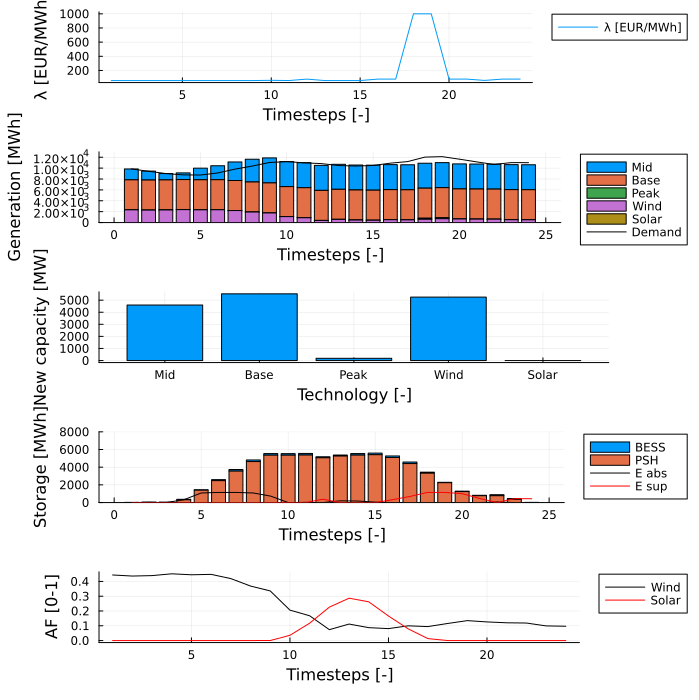 λ [EUR/MWh]
1000
800
600
400
200
5
10
15
20
Timesteps [-]
λ [EUR/MWh]
Generation [MWh]
1.20×10⁴
1.00×10⁴
8.00×10³
6.00×10³
4.00×10³
2.00×10³
0
0
5
10
15
20
25
Timesteps [-]
Mid
Base
Peak
Wind
Solar
Demand
New capacity [MW]
5000
4000
3000
2000
1000
0
Mid
Base
Peak
Wind
Solar
Technology [-]
Storage [MWh]
8000
6000
4000
2000
0
0
5
10
15
20
25
Timesteps [-]
BESS
PSH
E abs
E sup
AF [0-1]
0.4
0.3
0.2
0.1
0.0
5
10
15
20
Timesteps [-]
Wind
Solar